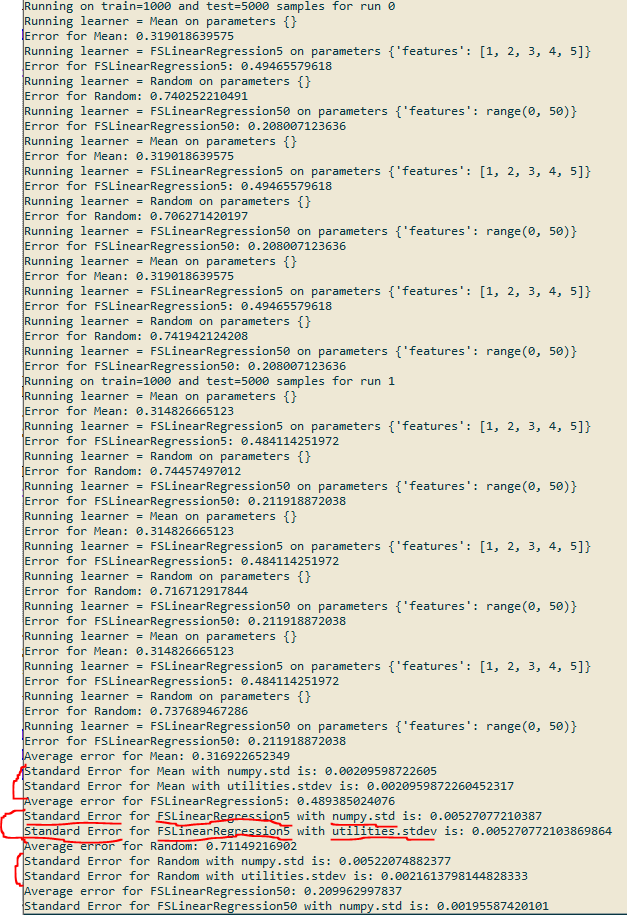 Running on train=1000 and test=5000 samples for run 0
Running learner = Mean on parameters {}
Error for Mean: 0.319018639575
Running learner = FSLinearRegression5 on parameters {'features': [1, 2, 3, 4, 5]}
Error for FSLinearRegression5: 0.49465579618
Running learner = Random on parameters {}
Error for Random: 0.740252210491
Running learner = FSLinearRegression50 on parameters {'features': range(0, 50)}
Error for FSLinearRegression50: 0.208007123636
Running learner = Mean on parameters {}
Error for Mean: 0.319018639575
Running learner = FSLinearRegression5 on parameters {'features': [1, 2, 3, 4, 5]}
Error for FSLinearRegression5: 0.49465579618
Running learner = Random on parameters {}
Error for Random: 0.706271420197
Running learner = FSLinearRegression50 on parameters {'features': range(0, 50)}
Error for FSLinearRegression50: 0.208007123636
Running learner = Mean on parameters {}
Error for Mean: 0.319018639575
Running learner = FSLinearRegression5 on parameters {'features': [1, 2, 3, 4, 5]}
Error for FSLinearRegression5: 0.49465579618
Running learner = Random on parameters {}
Error for Random: 0.741942124208
Running learner = FSLinearRegression50 on parameters {'features': range(0, 50)}
Error for FSLinearRegression50: 0.208007123636
Running on train=1000 and test=5000 samples for run 1
Running learner = Mean on parameters {}
Error for Mean: 0.314826665123
Running learner = FSLinearRegression5 on parameters {'features': [1, 2, 3, 4, 5]}
Error for FSLinearRegression5: 0.484114251972
Running learner = Random on parameters {}
Error for Random: 0.74457497012
Running learner = FSLinearRegression50 on parameters {'features': range(0, 50)}
Error for FSLinearRegression50: 0.211918872038
Running learner = Mean on parameters {}
Error for Mean: 0.314826665123
Running learner = FSLinearRegression5 on parameters {'features': [1, 2, 3, 4, 5]}
Error for FSLinearRegression5: 0.484114251972
Running learner = Random on parameters {}
Error for Random: 0.716712917844
Running learner = FSLinearRegression50 on parameters {'features': range(0, 50)}
Error for FSLinearRegression50: 0.211918872038
Running learner = Mean on parameters {}
Error for Mean: 0.314826665123
Running learner = FSLinearRegression5 on parameters {'features': [1, 2, 3, 4, 5]}
Error for FSLinearRegression5: 0.484114251972
Running learner = Random on parameters {}
Error for Random: 0.737689467286
Running learner = FSLinearRegression50 on parameters {'features': range(0, 50)}
Error for FSLinearRegression50: 0.211918872038
Average error for Mean: 0.316922652349
Standard Error for Mean with numpy.std is: 0.00209598722605
Standard Error for Mean with utilities.stdev is: 0.0020959872260452317
Average error for FSLinearRegression5: 0.489385024076
Standard Error for FSLinearRegression5 with numpy.std is: 0.00527077210387
Standard Error for FSLinearRegression5 with utilities.stdev is: 0.005270772103869864
Average error for Random: 0.71149216902
Standard Error for Random with numpy.std is: 0.00522074882377
Standard Error for Random with utilities.stdev is: 0.0021613798144828333
Average error for FSLinearRegression50: 0.209962997837
Standard Error for FSLinearRegression50 with numpy.std is: 0.00195587420101